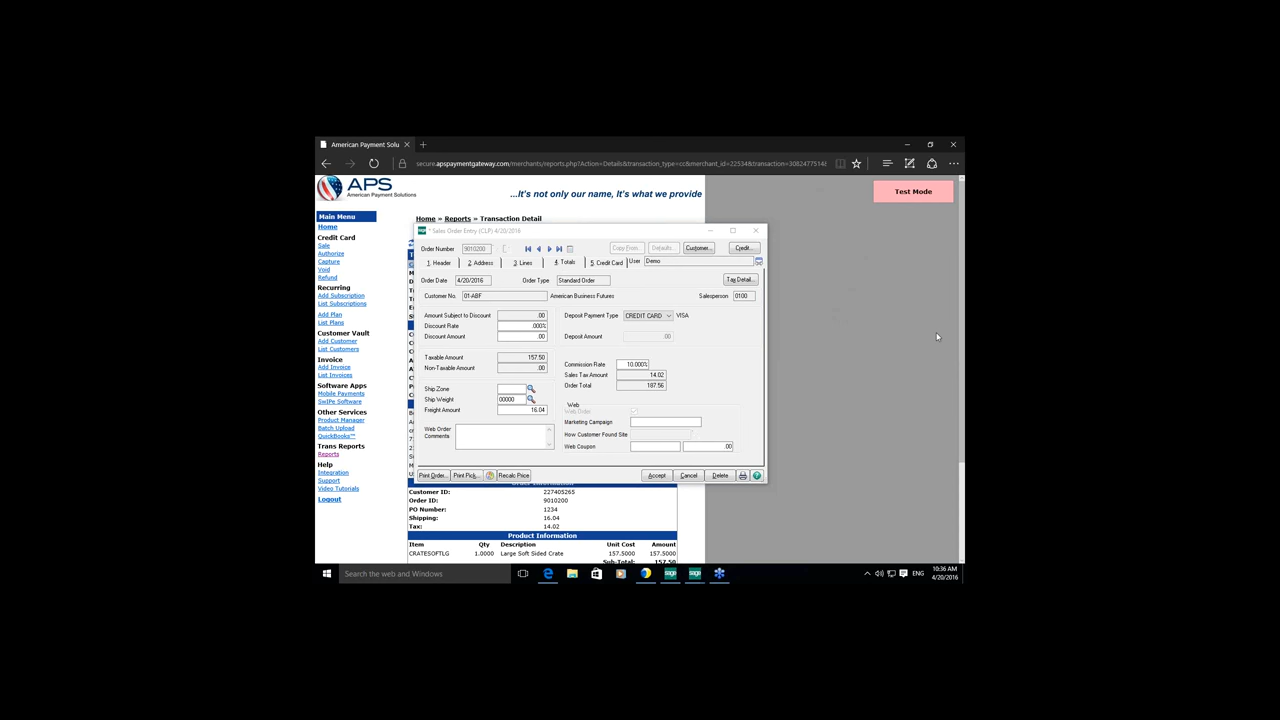 American Payment Solu
secure.apspaymentgateway.com/merchants/reports.php?Action=Details&transaction_type=cc&merchant_id=22534&transaction=3082477514
APS
American Payment Solutions
...It's not only our name, It's what we provide
Test Mode
Main Menu
Home
Credit Card
Sale
Authorize
Capture
Void
Refund
Recurring
Add Subscription
List Subscriptions
Add Plan
List Plans
Customer Vault
Add Customer
List Customers
Invoice
Add Invoice
List Invoices
Software Apps
Mobile Payments
SwIPe Software
Other Services
Product Manager
Batch Upload
QuickBooks™
Trans Reports
Reports
Help
Integration
Support
Video Tutorials
Logout
Home » Reports » Transaction Detail
sage * Sales Order Entry (CLP) 4/20/2016
Order Number 9010200 Copy From... Defaults... Customer... Credit...
1. Header 2. Address 3. Lines 4. Totals 5. Credit Card User Demo
Order Date 4/20/2016 Order Type Standard Order Tax Detail...
Customer No. 01-ABF American Business Futures Salesperson 0100
Amount Subject to Discount .00 Deposit Payment Type CREDIT CARD VISA
Discount Rate .000%
Discount Amount .00 Deposit Amount .00
Taxable Amount 157.50
Non-Taxable Amount .00 Commission Rate 10.000%
Sales Tax Amount 14.02
Order Total 187.56
Ship Zone
Ship Weight 00000
Freight Amount 16.04
Web
Web Order
Marketing Campaign
Web Order Comments
How Customer Found Site
Web Coupon .00
Print Order... Print Pick... Recalc Price Accept Cancel Delete
Order Information
Customer ID: 227405265
Order ID: 9010200
PO Number: 1234
Shipping: 16.04
Tax: 14.02
Product Information
Item Qty Description Unit Cost Amount
CRATESOFTLG 1.0000 Large Soft Sided Crate 157.5000 157.5000
Sub-Total: 157.50
Search the web and Windows
sage sage
ENG
10:36 AM
4/20/2016